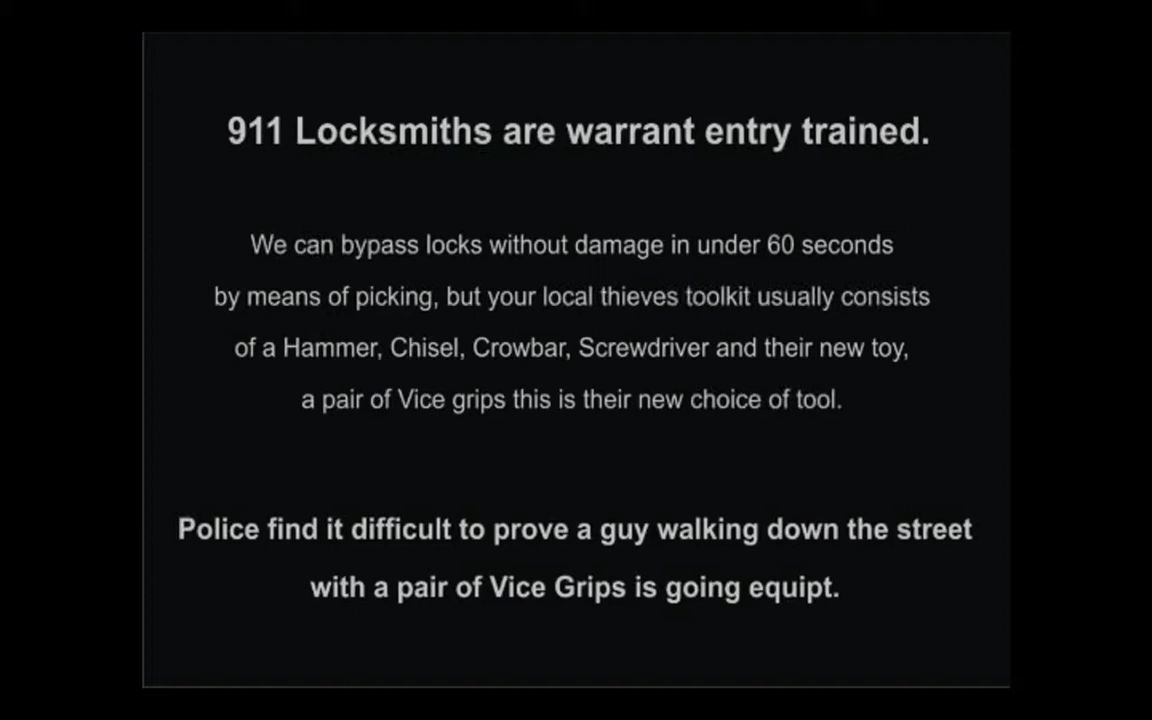 911 Locksmiths are warrant entry trained.
We can bypass locks without damage in under 60 seconds
by means of picking, but your local thieves toolkit usually consists
of a Hammer, Chisel, Crowbar, Screwdriver and their new toy,
a pair of Vice grips this is their new choice of tool.
Police find it difficult to prove a guy walking down the street
with a pair of Vice Grips is going equipt.